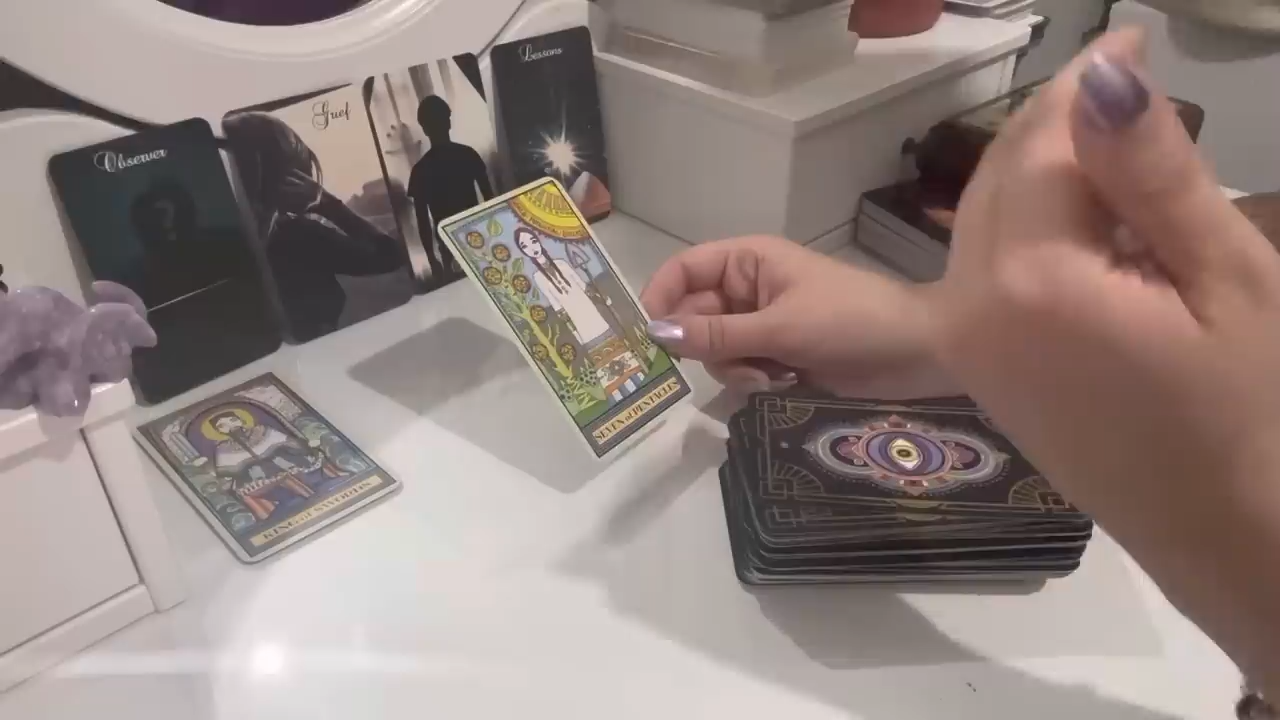 Observer
Grief
Lessons
SEVEN of PENTACLES
KING of SWORDS